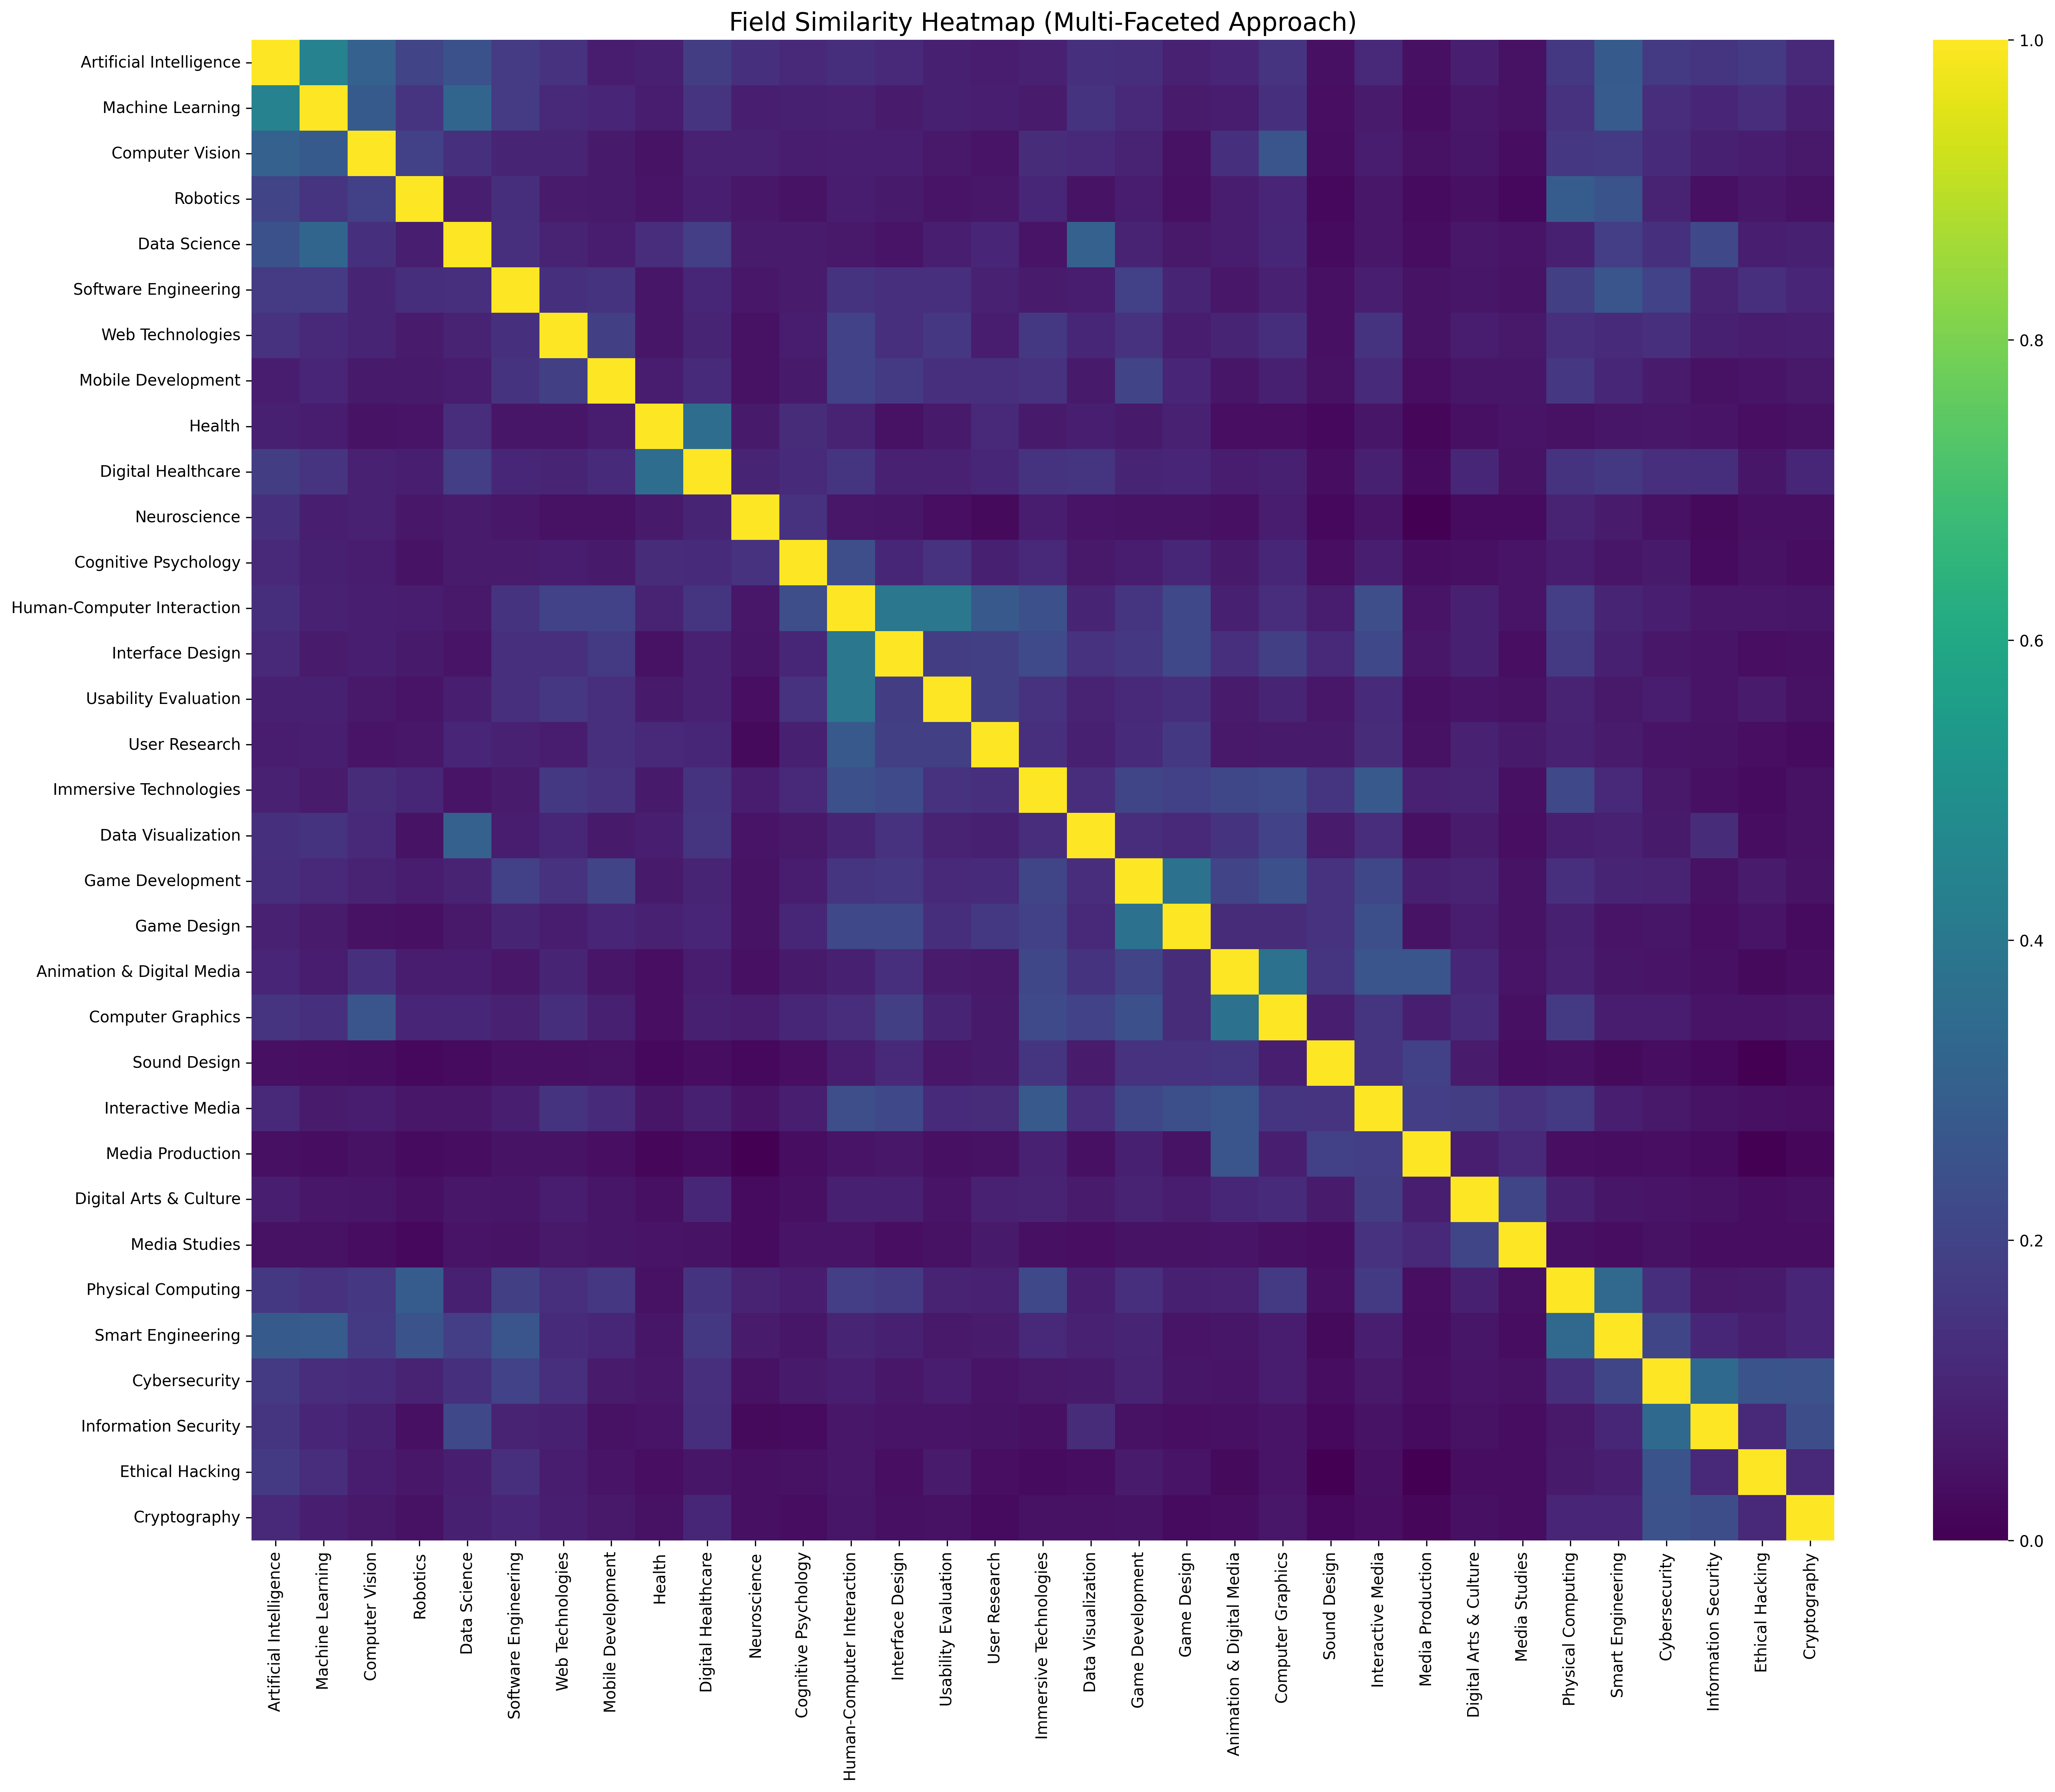 Field Similarity Heatmap (Multi-Faceted Approach)
Artificial Intelligence
Machine Learning
Computer Vision
Robotics
Data Science
Software Engineering
Web Technologies
Mobile Development
Health
Digital Healthcare
Neuroscience
Cognitive Psychology
Human-Computer Interaction
Interface Design
Usability Evaluation
User Research
Immersive Technologies
Data Visualization
Game Development
Game Design
Animation & Digital Media
Computer Graphics
Sound Design
Interactive Media
Media Production
Digital Arts & Culture
Media Studies
Physical Computing
Smart Engineering
Cybersecurity
Information Security
Ethical Hacking
Cryptography
Artificial Intelligence
Machine Learning
Computer Vision
Robotics
Data Science
Software Engineering
Web Technologies
Mobile Development
Health
Digital Healthcare
Neuroscience
Cognitive Psychology
Human-Computer Interaction
Interface Design
Usability Evaluation
User Research
Immersive Technologies
Data Visualization
Game Development
Game Design
Animation & Digital Media
Computer Graphics
Sound Design
Interactive Media
Media Production
Digital Arts & Culture
Media Studies
Physical Computing
Smart Engineering
Cybersecurity
Information Security
Ethical Hacking
Cryptography
1.0
0.8
0.6
0.4
0.2
0.0